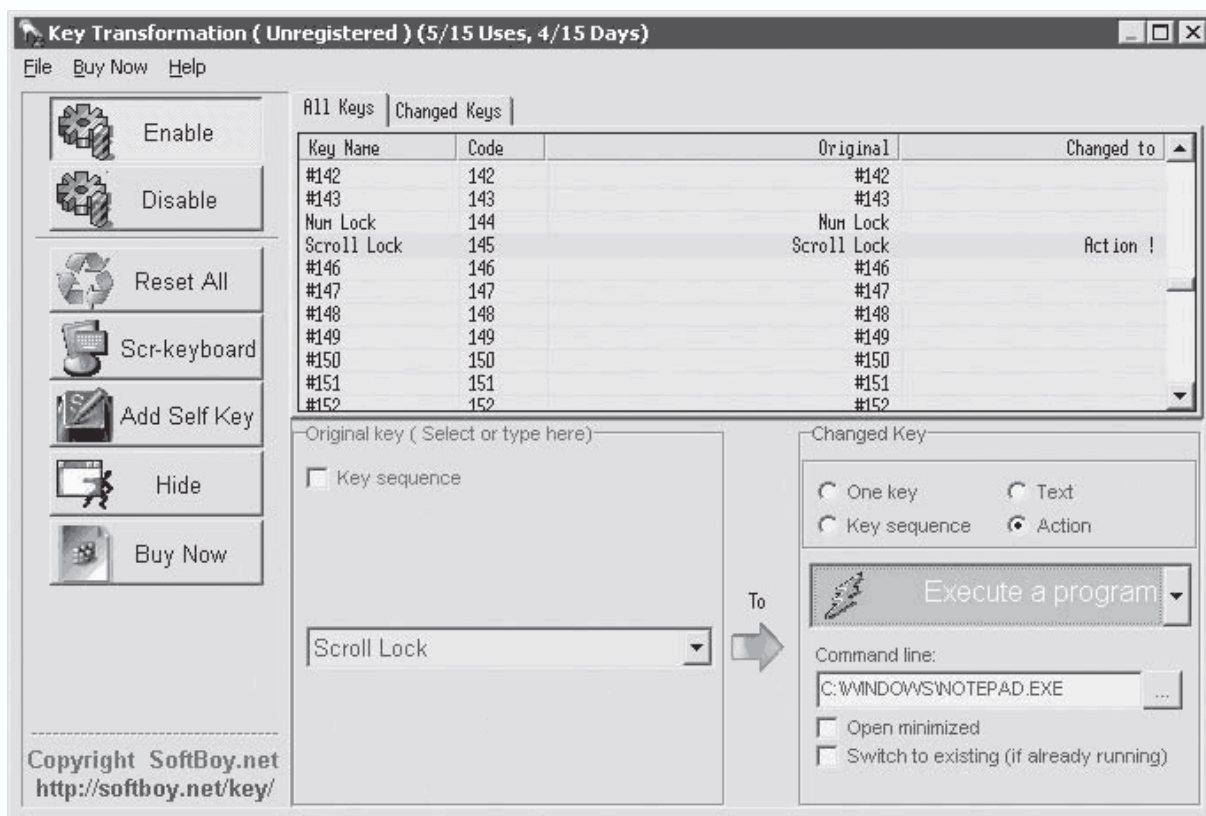 Key Transformation ( Unregistered ) (5/15 Uses, 4/15 Days)
File Buy Now Help
Enable
Disable
Reset All
Scr-keyboard
Add Self Key
Hide
Buy Now
Copyright SoftBoy.net
http://softboy.net/key/
All Keys Changed Keys
Key Name Code Original Changed to
#142 142 #142
#143 143 #143
Num Lock 144 Num Lock
Scroll Lock 145 Scroll Lock Action !
#146 146 #146
#147 147 #147
#148 148 #148
#149 149 #149
#150 150 #150
#151 151 #151
#152 152 #152
Original key ( Select or type here)
Key sequence
Scroll Lock
To
Changed Key
One key Text
Key sequence Action
Execute a program
Command line:
C:\WINDOWS\NOTEPAD.EXE ...
Open minimized
Switch to existing (if already running)